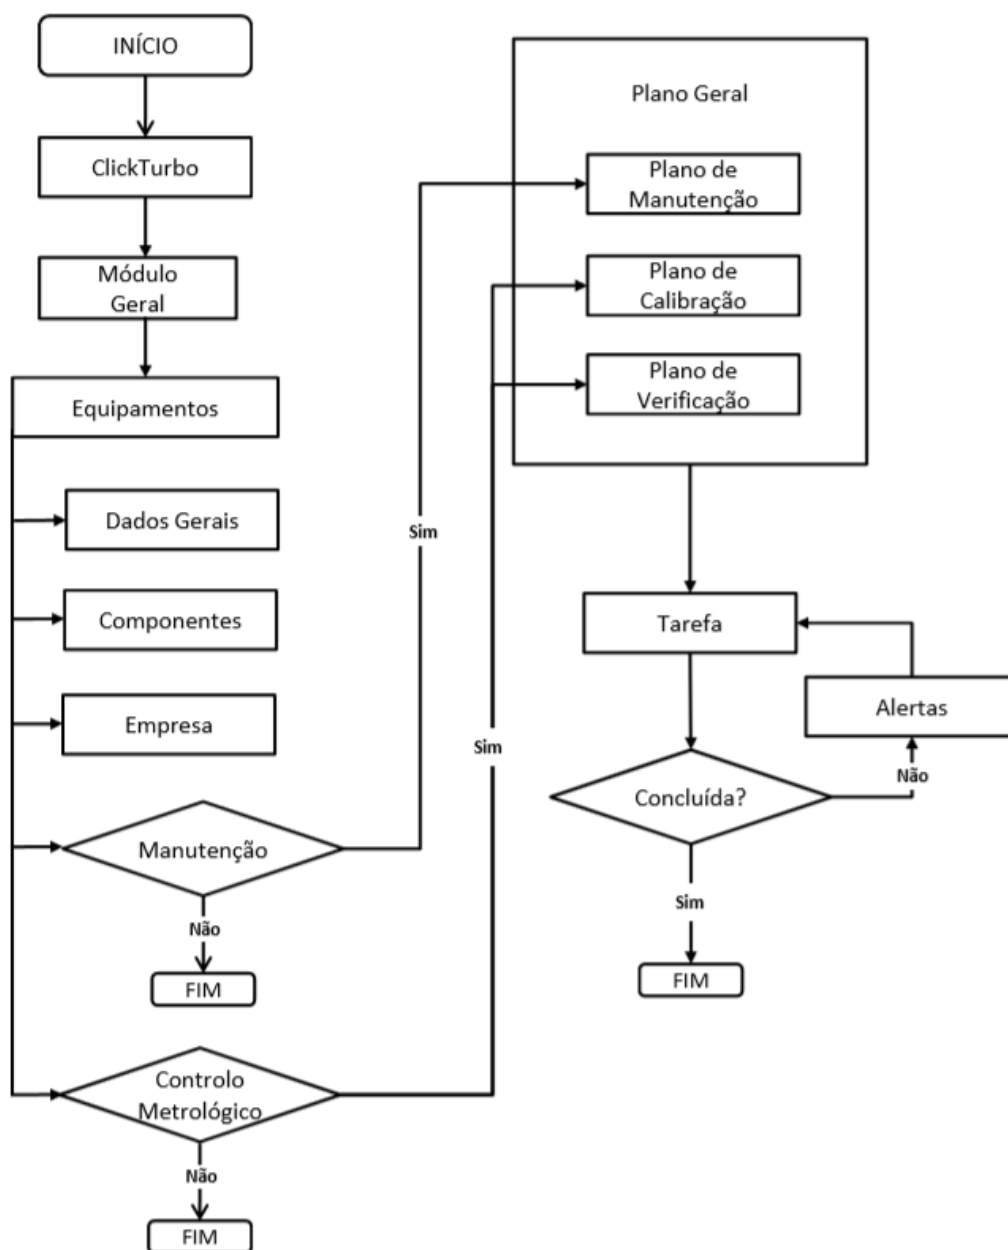 INÍCIO
ClickTurbo
Módulo
Geral
Equipamentos
Dados Gerais
Componentes
Empresa
Manutenção
Não
FIM
Controlo
Metrológico
Não
FIM
Sim
Sim
Plano Geral
Plano de
Manutenção
Plano de
Calibração
Plano de
Verificação
Tarefa
Alertas
Concluída?
Não
Sim
FIM